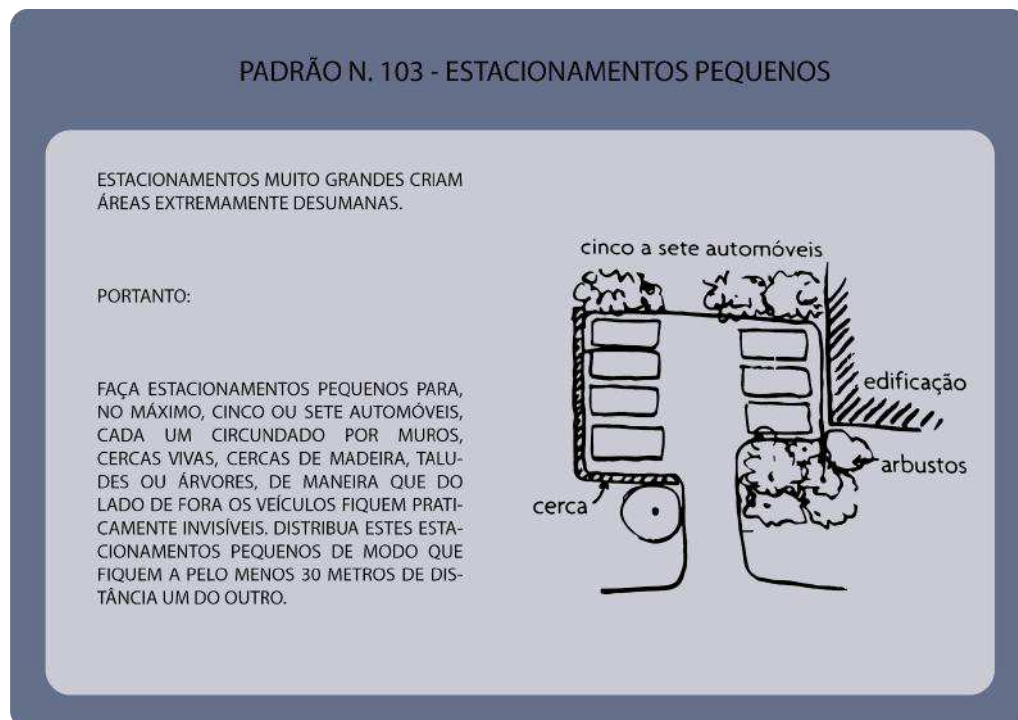 PADRÃO N. 103 - ESTACIONAMENTOS PEQUENOS
ESTACIONAMENTOS MUITO GRANDES CRIAM
ÁREAS EXTREMAMENTE DESUMANAS.
PORTANTO:
FAÇA ESTACIONAMENTOS PEQUENOS PARA,
NO MÁXIMO, CINCO OU SETE AUTOMÓVEIS,
CADA UM CIRCUNDADO POR MUROS,
CERCAS VIVAS, CERCAS DE MADEIRA, TALU-
DES OU ÁRVORES, DE MANEIRA QUE DO
LADO DE FORA OS VEÍCULOS FIQUEM PRATI-
CAMENTE INVISÍVEIS. DISTRIBUA ESTES ESTA-
CIONAMENTOS PEQUENOS DE MODO QUE
FIQUEM A PELO MENOS 30 METROS DE DIS-
TÂNCIA UM DO OUTRO.
cinco a sete automóveis
edificação
arbustos
cerca